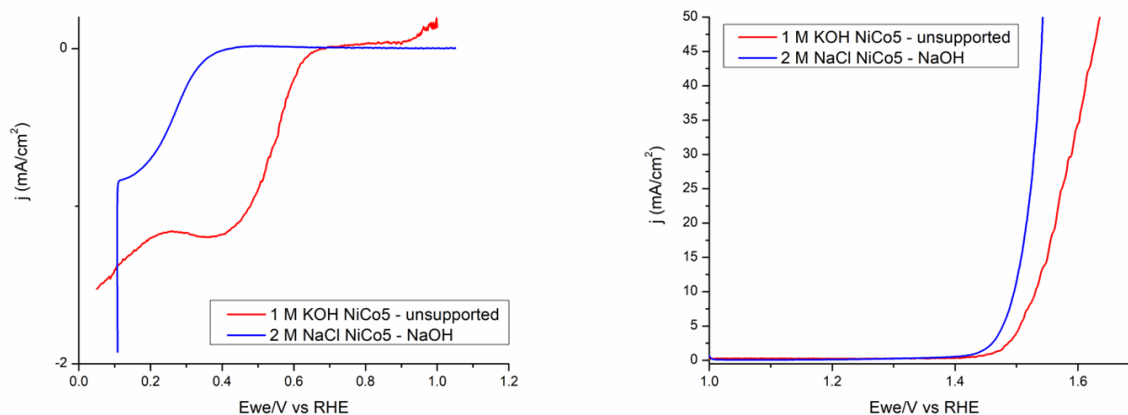 0
-2
j (mA/cm²)
0.0 0.2 0.4 0.6 0.8 1.0 1.2
Ewe/V vs RHE
1 M KOH NiCo5 - unsupported
2 M NaCl NiCo5 - NaOH
50
45
40
35
30
25
20
15
10
5
0
j (mA/cm²)
1.0 1.2 1.4 1.6
Ewe/V vs RHE
1 M KOH NiCo5 - unsupported
2 M NaCl NiCo5 - NaOH